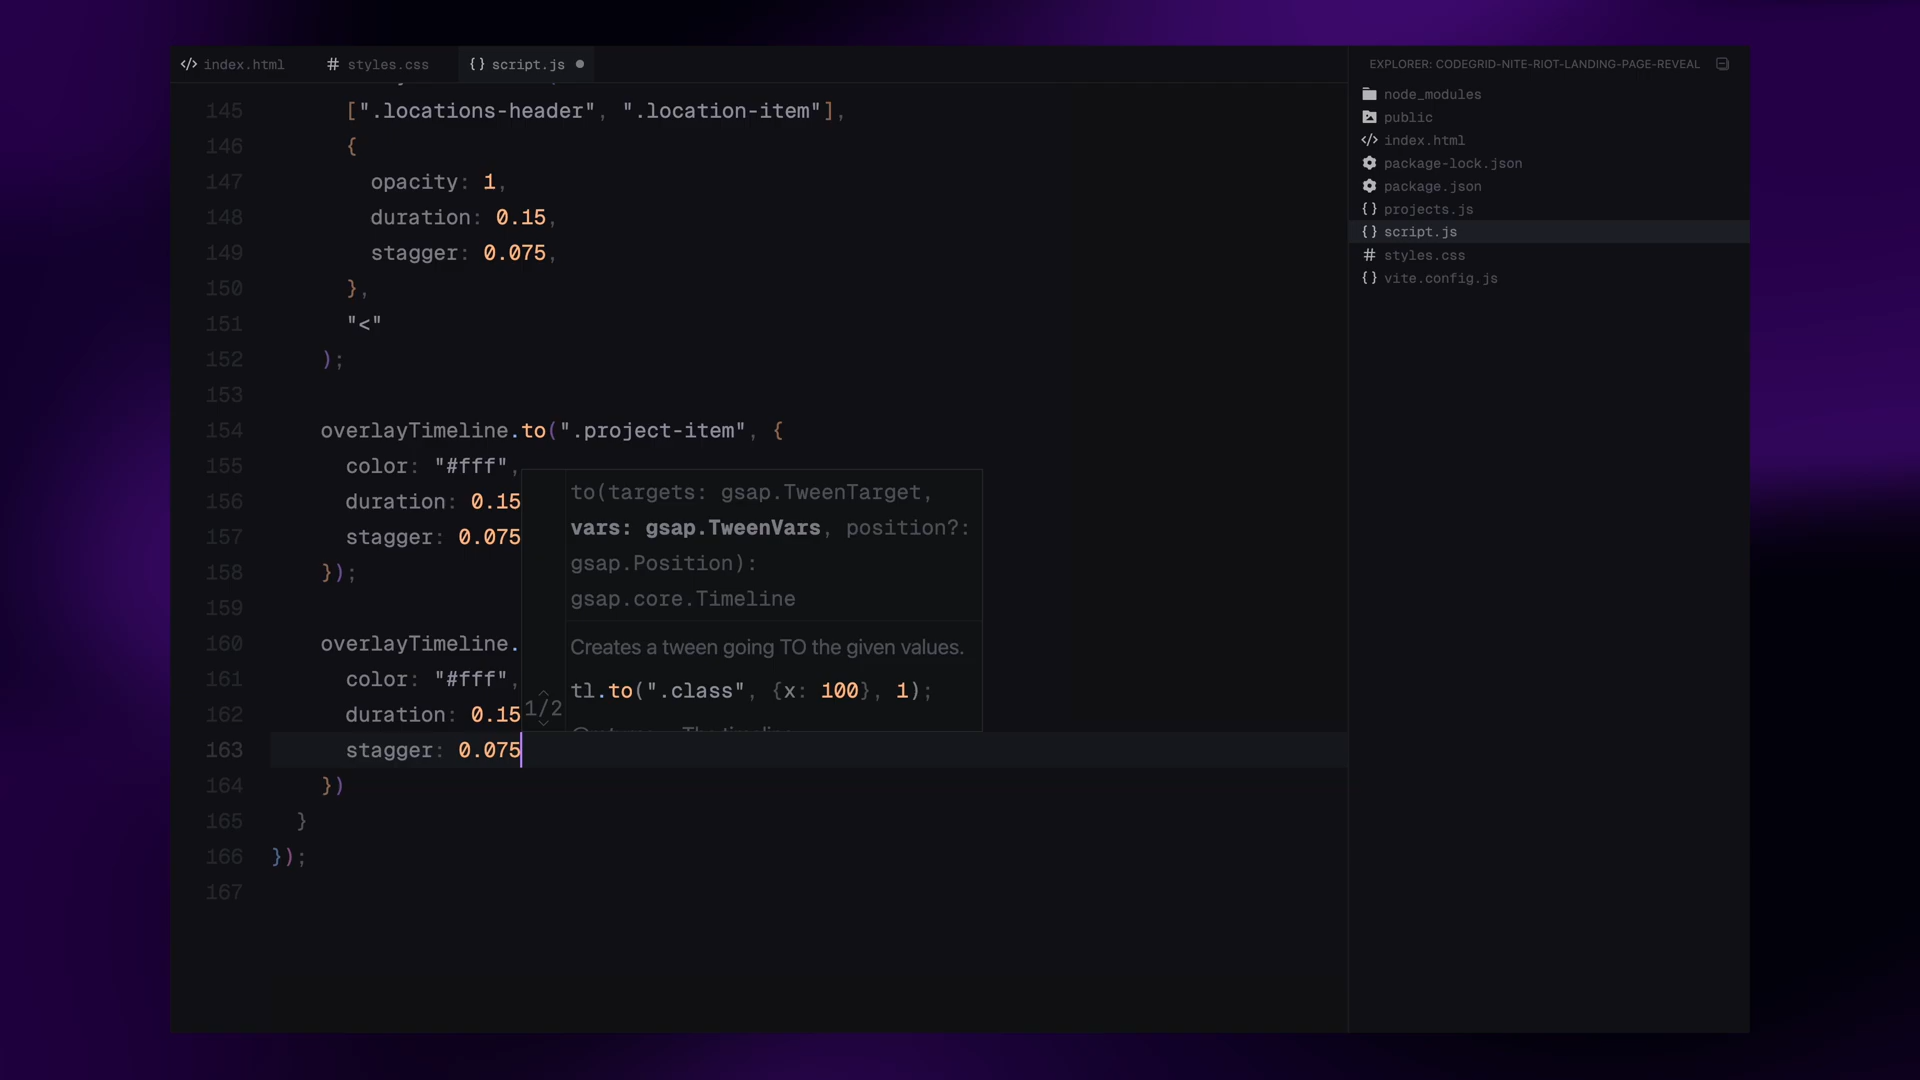 index.html
# styles.css
{} script.js
EXPLORER: CODEGRID-NITE-RIOT-LANDING-PAGE-REVEAL
node_modules
public
index.html
package-lock.json
package.json
{} projects.js
{} script.js
# styles.css
{} vite.config.js
145 [".locations-header", ".location-item"],
146 {
147 opacity: 1,
148 duration: 0.15,
149 stagger: 0.075,
150 },
151 "<"
152 );
153
154 overlayTimeline.to(".project-item", {
155 color: "#fff",
156 duration: 0.15
157 stagger: 0.075
158 });
159
160 overlayTimeline.
161 color: "#fff",
162 duration: 0.15
163 stagger: 0.075
164 })
165 }
166 });
167
to(targets: gsap.TweenTarget,
vars: gsap.TweenVars, position?:
gsap.Position):
gsap.core.Timeline
Creates a tween going TO the given values.
tl.to(".class", {x: 100}, 1);
1/2